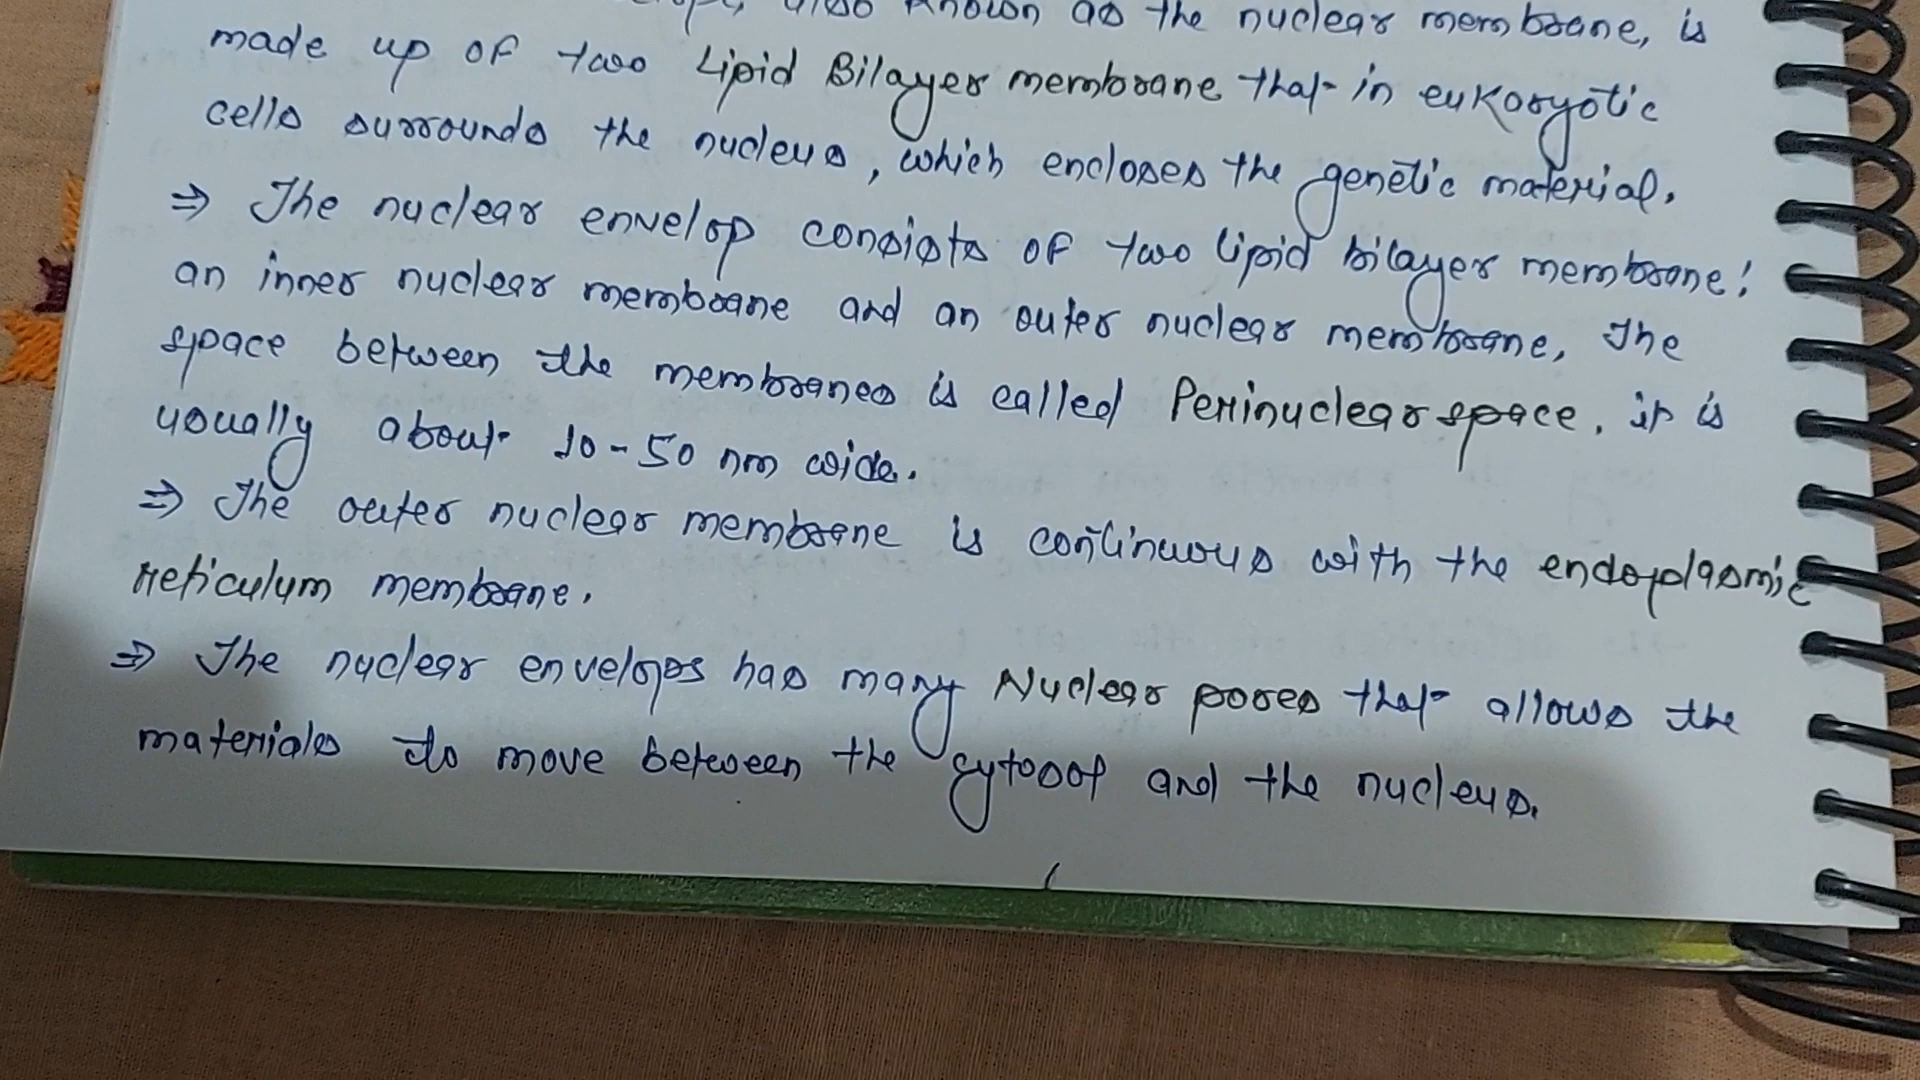 also known as the nuclear membrane, is
made up of two Lipid Bilayer membrane that in eukaryotic
cells surrounds the nucleus, which encloses the genetic material.
⇒ The nuclear envelop consists of two lipid bilayer membrane:
an inner nuclear membrane and an outer nuclear membrane, The
space between the membranes is called Perinuclear space. it is
usually about 10-50 nm wide.
⇒ The outer nuclear membrane is continuous with the endoplasmic
reticulum membrane.
⇒ The nuclear envelops has many Nuclear pores that allows the
materials to move between the cytosol and the nucleus.